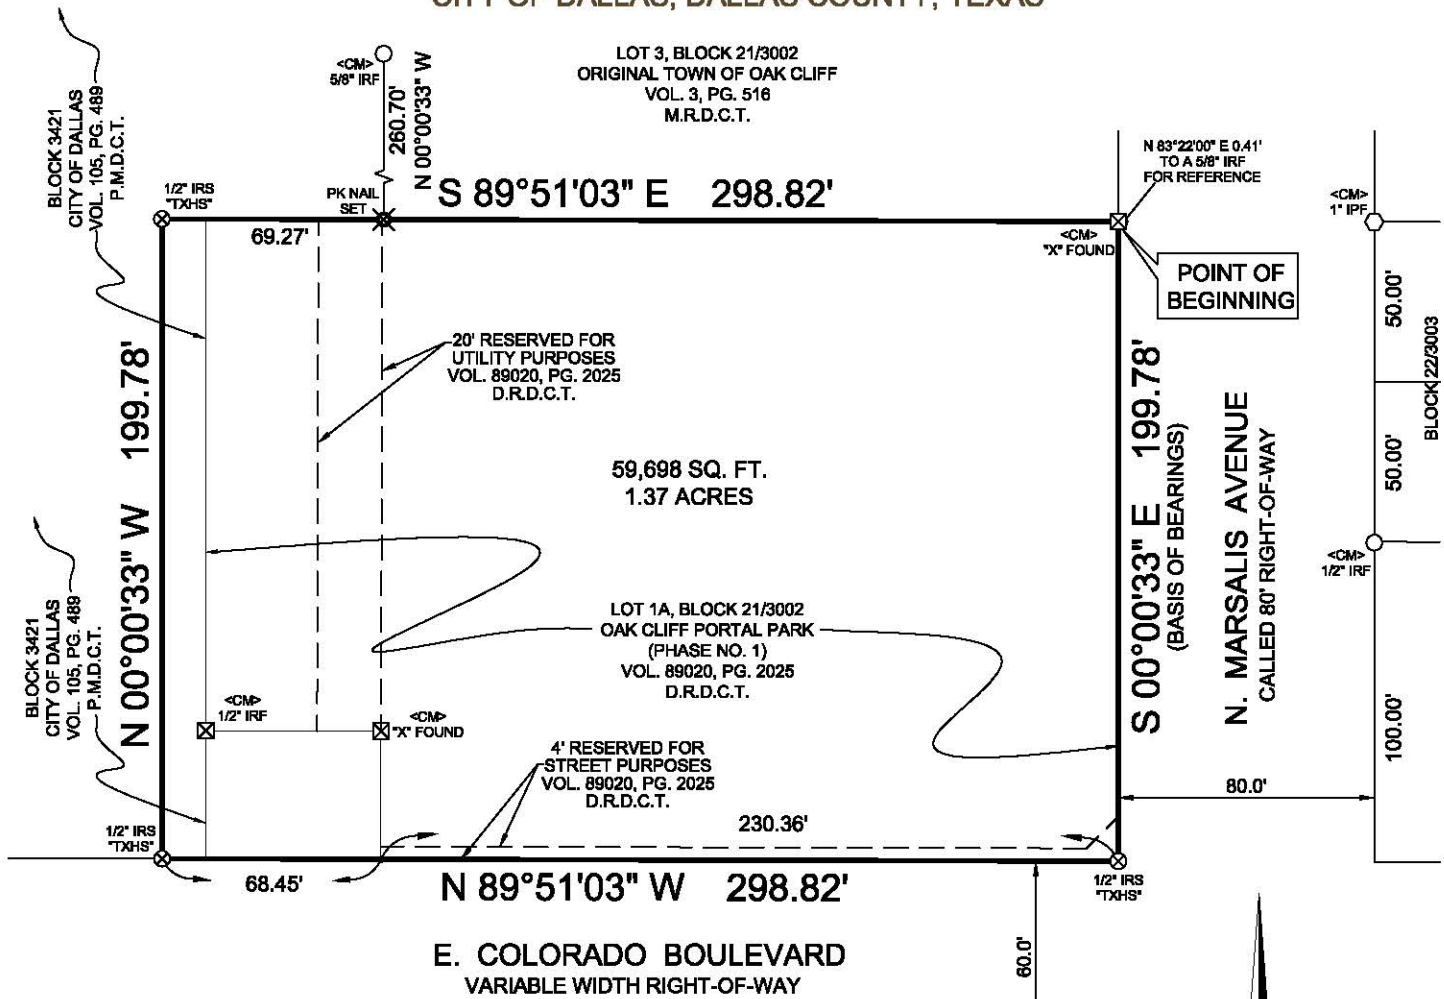 CITY OF DALLAS, DALLAS COUNTY, TEXAS
LOT 3, BLOCK 21/3002
ORIGINAL TOWN OF OAK CLIFF
VOL. 3, PG. 516
M.R.D.C.T.
<CM>
5/8" IRF
260.70'
N 00°00'33" W
BLOCK 3421
CITY OF DALLAS
VOL. 105, PG. 489
P.M.D.C.T.
1/2" IRS
"TXHS"
PK NAIL
SET
S 89°51'03" E 298.82'
N 83°22'00" E 0.41'
TO A 5/8" IRF
FOR REFERENCE
<CM>
1" IPF
69.27'
<CM>
"X" FOUND
POINT OF
BEGINNING
50.00'
BLOCK 22/3003
20' RESERVED FOR
UTILITY PURPOSES
VOL. 89020, PG. 2025
D.R.D.C.T.
N 00°00'33" W 199.78'
59,698 SQ. FT.
1.37 ACRES
S 00°00'33" E 199.78'
(BASIS OF BEARINGS)
N. MARSALIS AVENUE
CALLED 80' RIGHT-OF-WAY
50.00'
<CM>
1/2" IRF
BLOCK 3421
CITY OF DALLAS
VOL. 105, PG. 489
P.M.D.C.T.
LOT 1A, BLOCK 21/3002
OAK CLIFF PORTAL PARK
(PHASE NO. 1)
VOL. 89020, PG. 2025
D.R.D.C.T.
<CM>
1/2" IRF
<CM>
"X" FOUND
100.00'
4' RESERVED FOR
STREET PURPOSES
VOL. 89020, PG. 2025
D.R.D.C.T.
80.0'
230.36'
1/2" IRS
"TXHS"
68.45'
N 89°51'03" W 298.82'
1/2" IRS
"TXHS"
60.0'
E. COLORADO BOULEVARD
VARIABLE WIDTH RIGHT-OF-WAY